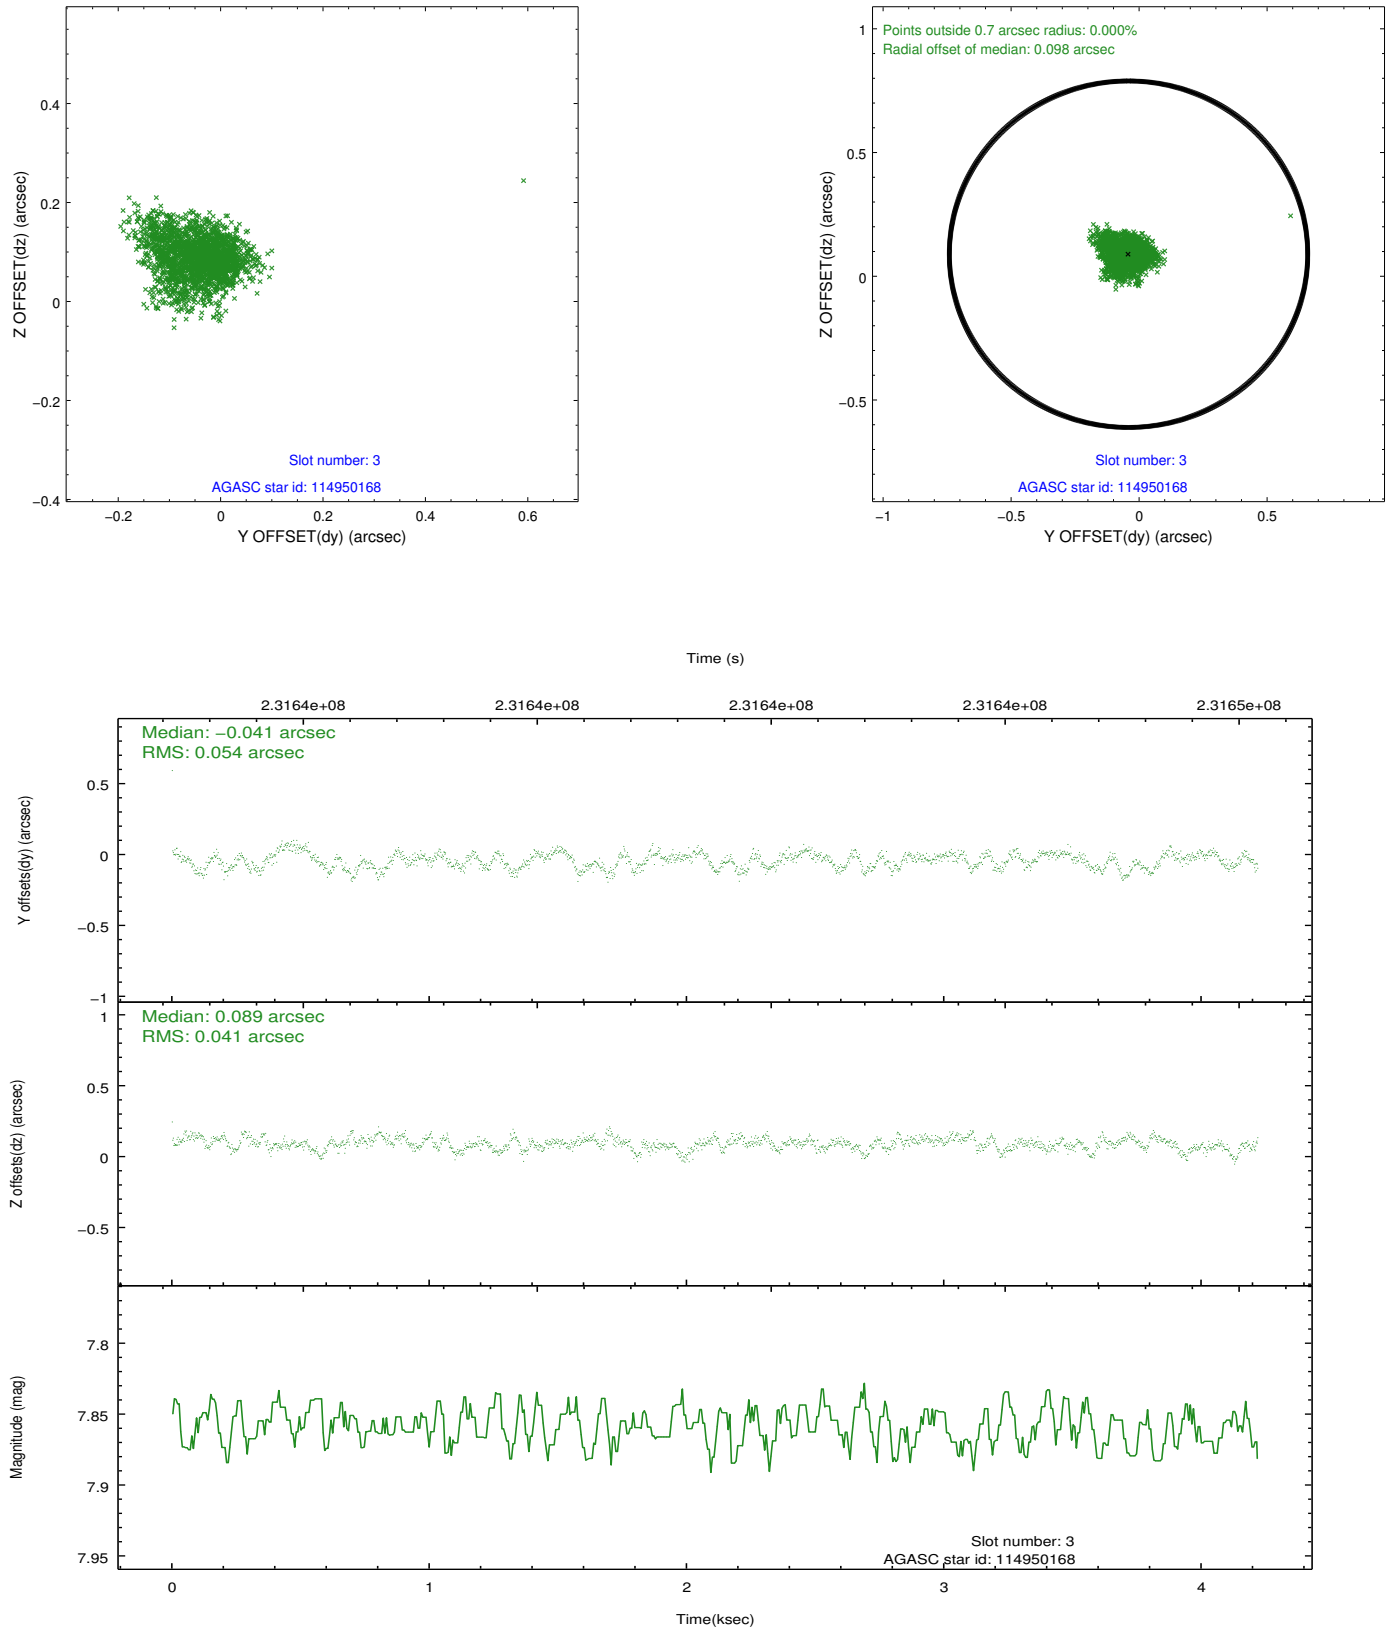 0.4
0.2
0
−0.2
−0.4
Z OFFSET(dz) (arcsec)
Slot number: 3
AGASC star id: 114950168
−0.2 0 0.2 0.4 0.6
Y OFFSET(dy) (arcsec)
Points outside 0.7 arcsec radius: 0.000%
Radial offset of median: 0.098 arcsec
1
0.5
0
−0.5
Z OFFSET(dz) (arcsec)
Slot number: 3
AGASC star id: 114950168
−1 −0.5 0 0.5
Y OFFSET(dy) (arcsec)
Time (s)
2.3164e+08 2.3164e+08 2.3164e+08 2.3164e+08 2.3165e+08
Median: −0.041 arcsec
RMS: 0.054 arcsec
0.5
0
−0.5
−1
Y offsets(dy) (arcsec)
Median: 0.089 arcsec
RMS: 0.041 arcsec
1
0.5
0
−0.5
Z offsets(dz) (arcsec)
7.8
7.85
7.9
7.95
Magnitude (mag)
Slot number: 3
AGASC star id: 114950168
0 1 2 3 4
Time(ksec)